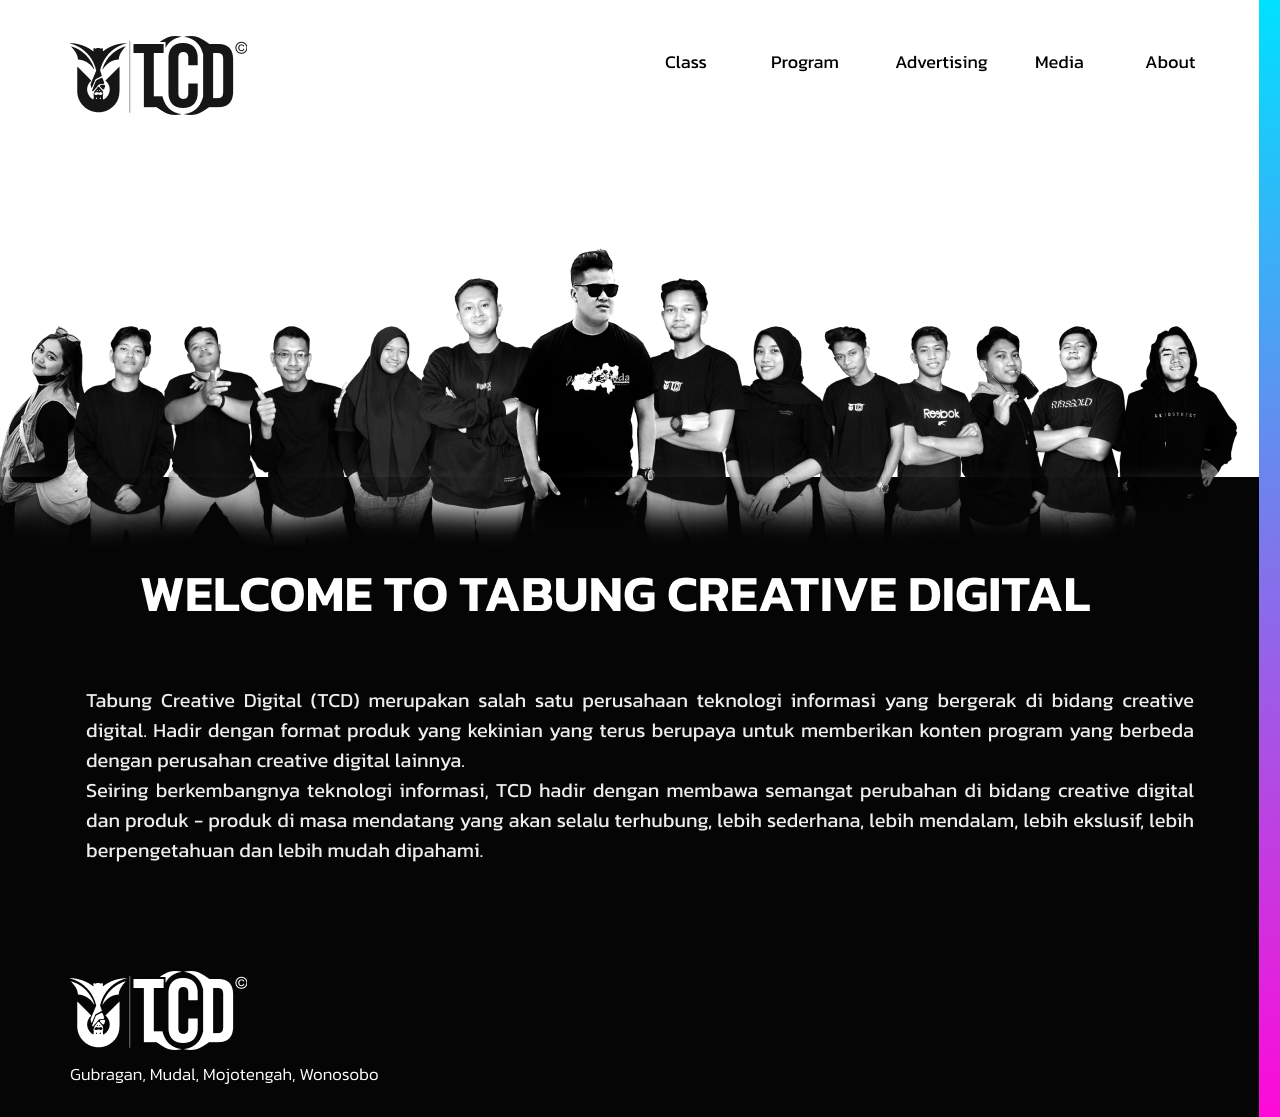 TCD©
Class Program Advertising Media About
TCD
TCD
Reebok
WELCOME TO TABUNG CREATIVE DIGITAL
Tabung Creative Digital (TCD) merupakan salah satu perusahaan teknologi informasi yang bergerak di bidang creative
digital. Hadir dengan format produk yang kekinian yang terus berupaya untuk memberikan konten program yang berbeda
dengan perusahan creative digital lainnya.
Seiring berkembangnya teknologi informasi, TCD hadir dengan membawa semangat perubahan di bidang creative digital
dan produk - produk di masa mendatang yang akan selalu terhubung, lebih sederhana, lebih mendalam, lebih ekslusif, lebih
berpengetahuan dan lebih mudah dipahami.
TCD©
Gubragan, Mudal, Mojotengah, Wonosobo